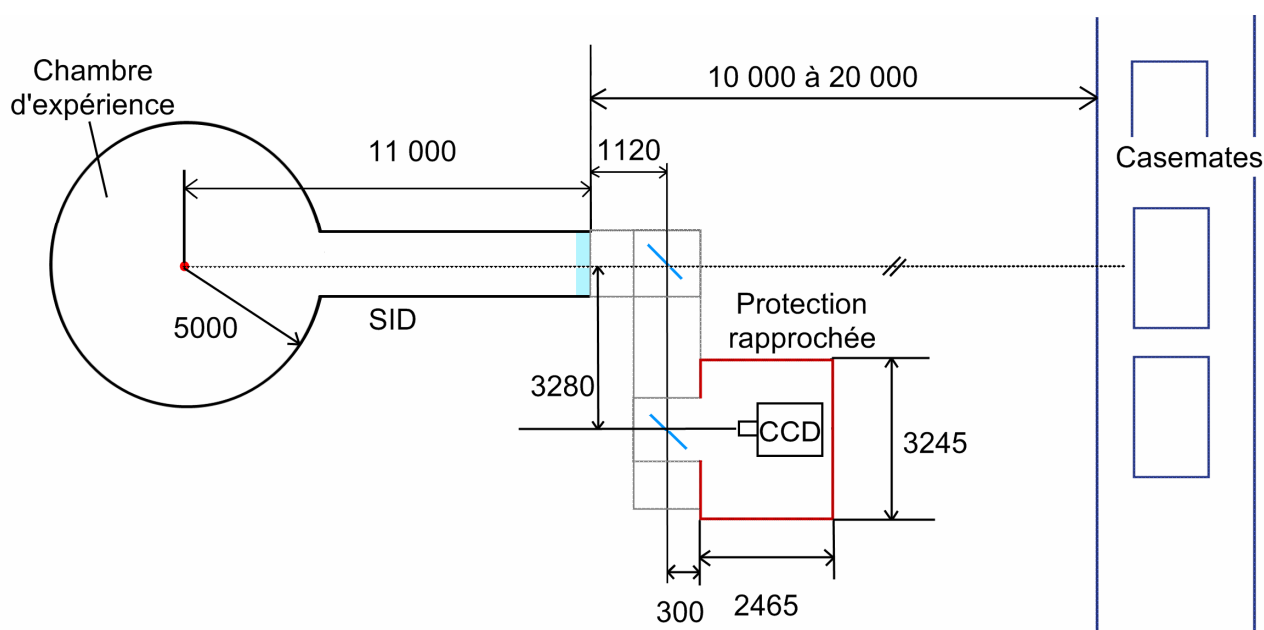 Chambre
d'expérience
11 000
1120
10 000 à 20 000
Casemates
5000
SID
3280
Protection
rapprochée
CCD
3245
300
2465